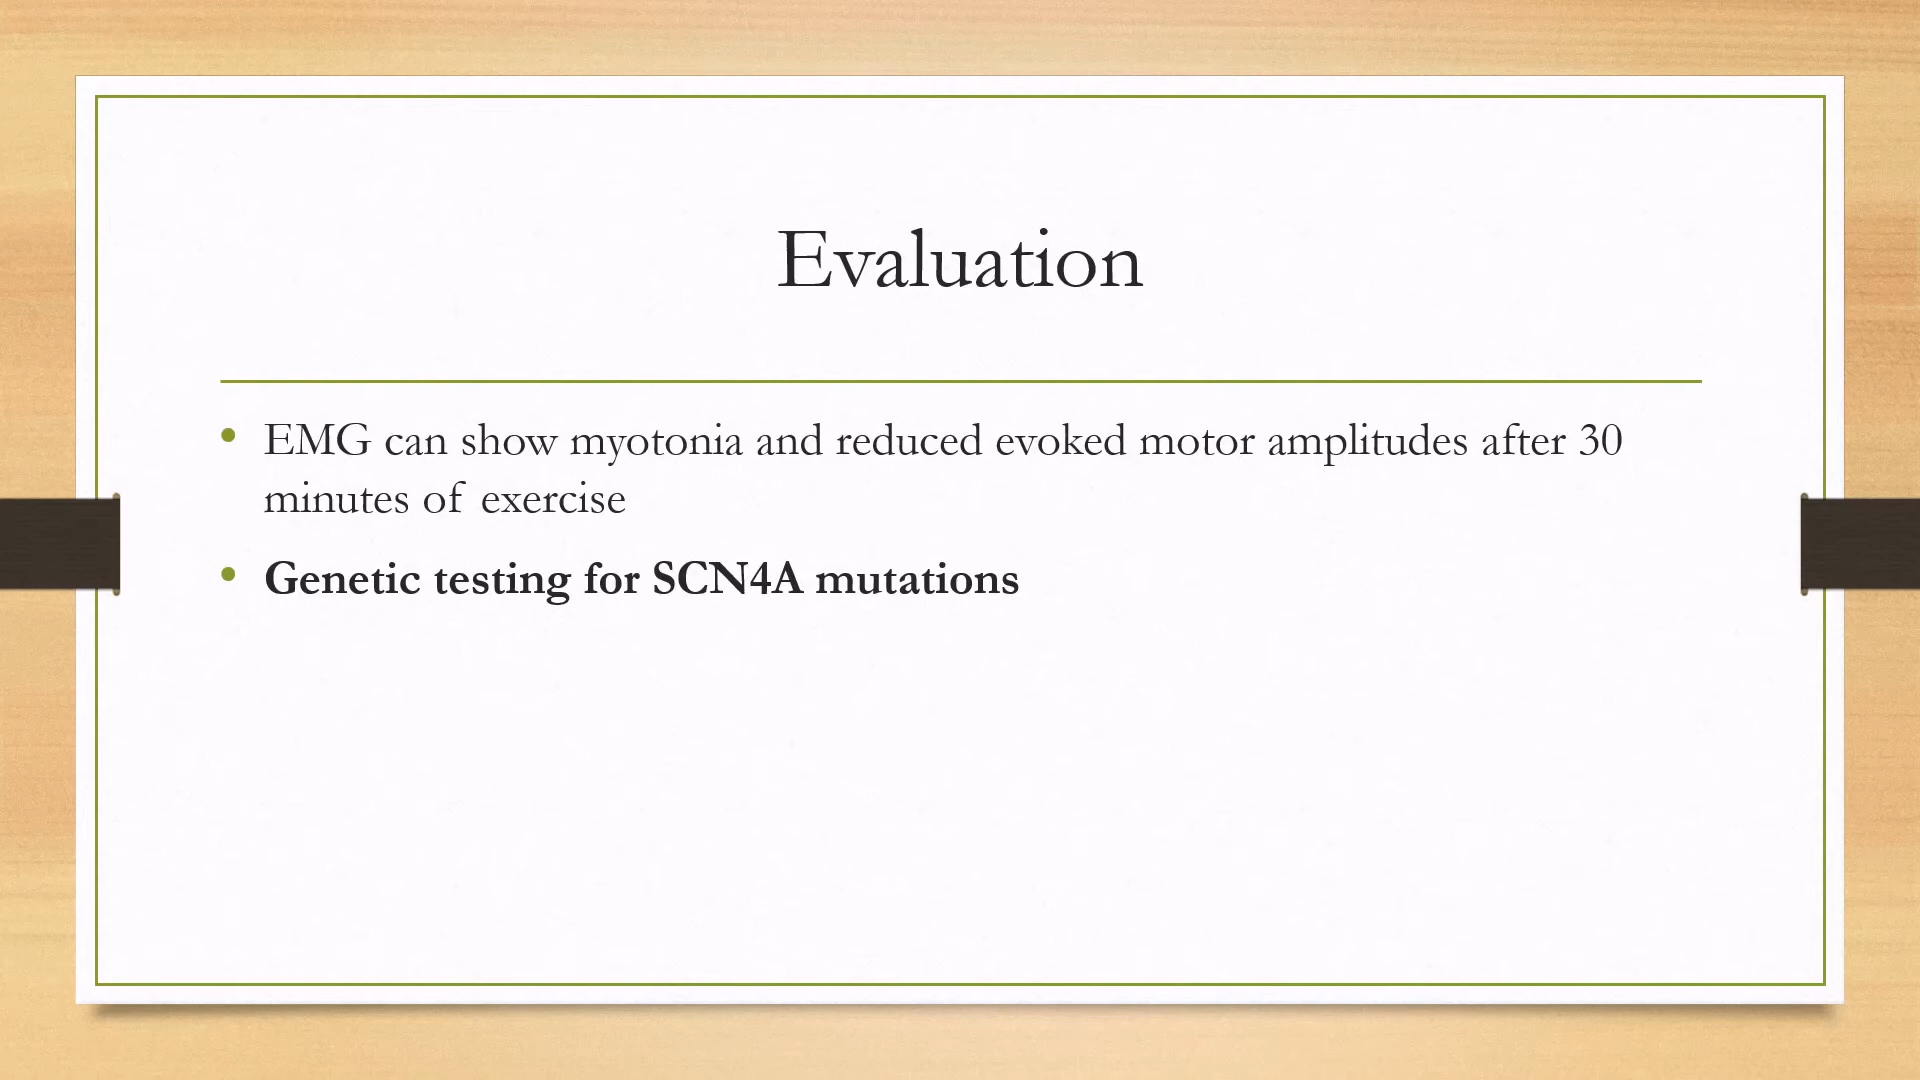 Evaluation
• EMG can show myotonia and reduced evoked motor amplitudes after 30
minutes of exercise
• Genetic testing for SCN4A mutations